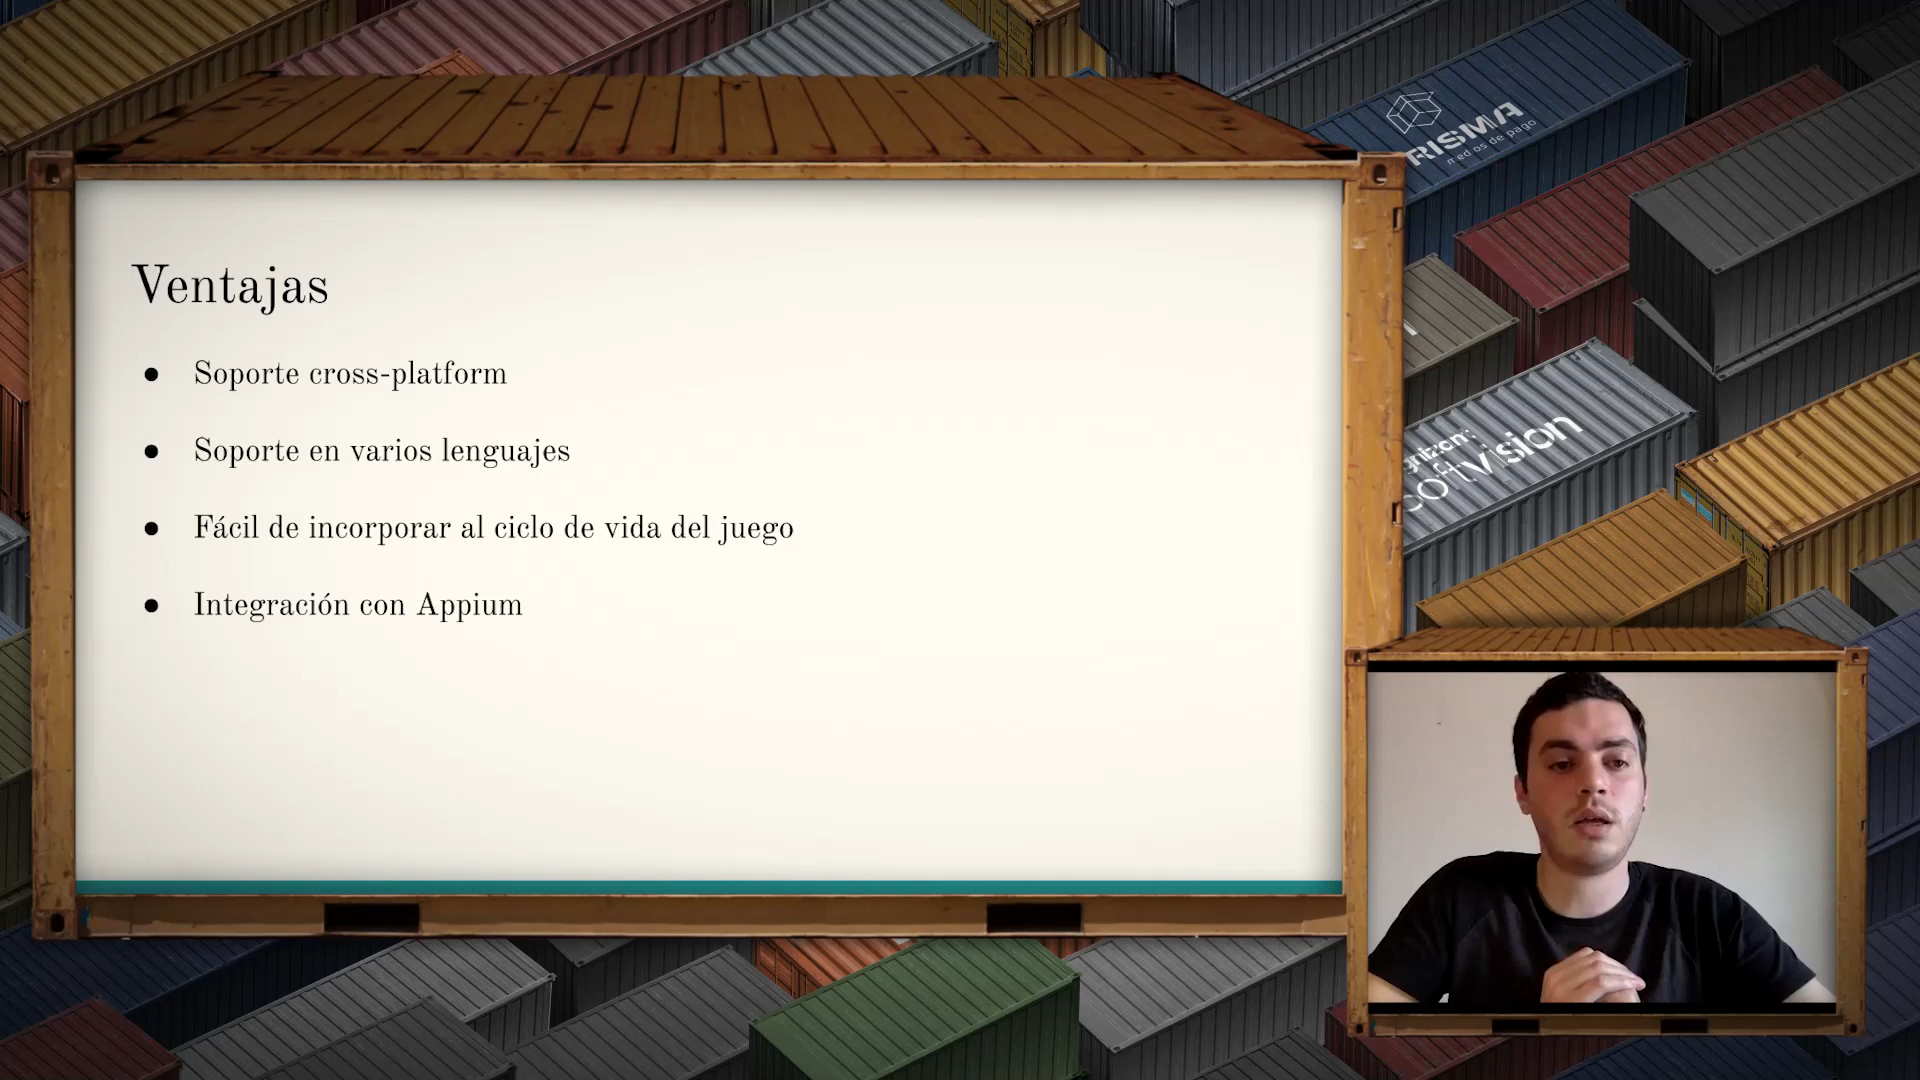 Ventajas
● Soporte cross-platform
● Soporte en varios lenguajes
● Fácil de incorporar al ciclo de vida del juego
● Integración con Appium
RISMA
medios de pago
gnizant
softvision